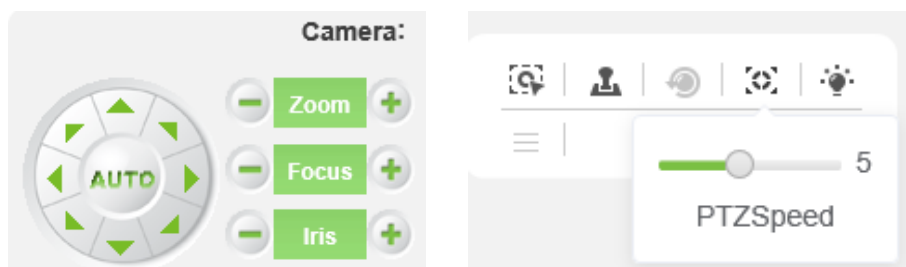 Camera:
Zoom
AUTO
Focus
Iris
5
PTZSpeed